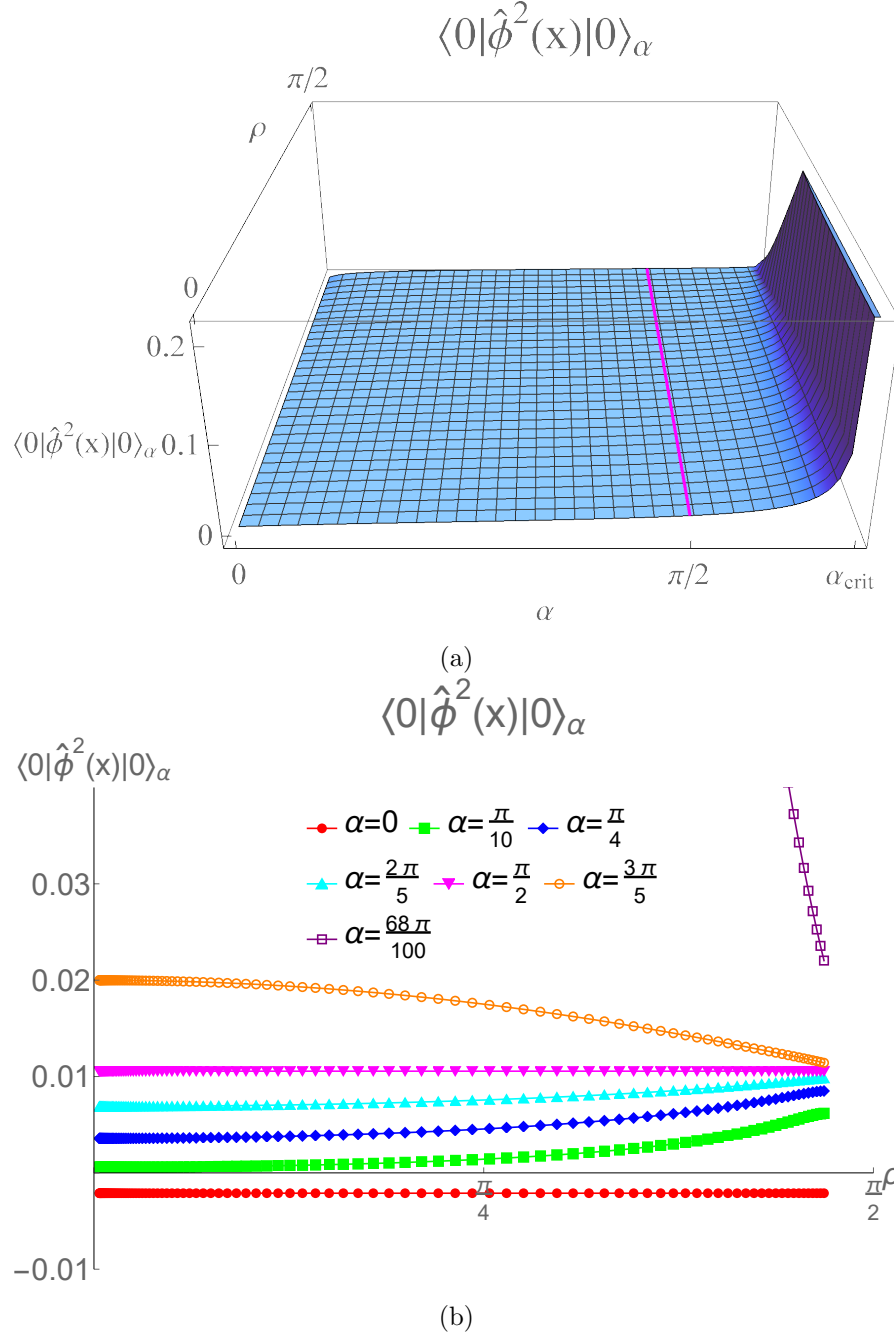 ⟨0|ϕ̂²(x)|0⟩α
π/2
ρ
0
0.2
⟨0|ϕ̂²(x)|0⟩α 0.1
0
0 π/2 αcrit
α
(a)
⟨0|ϕ̂²(x)|0⟩α
⟨0|ϕ̂²(x)|0⟩α
α=0 α=π/10 α=π/4
α=2π/5 α=π/2 α=3π/5
α=68π/100
0.03
0.02
0.01
π/4 π/2 ρ
−0.01
(b)